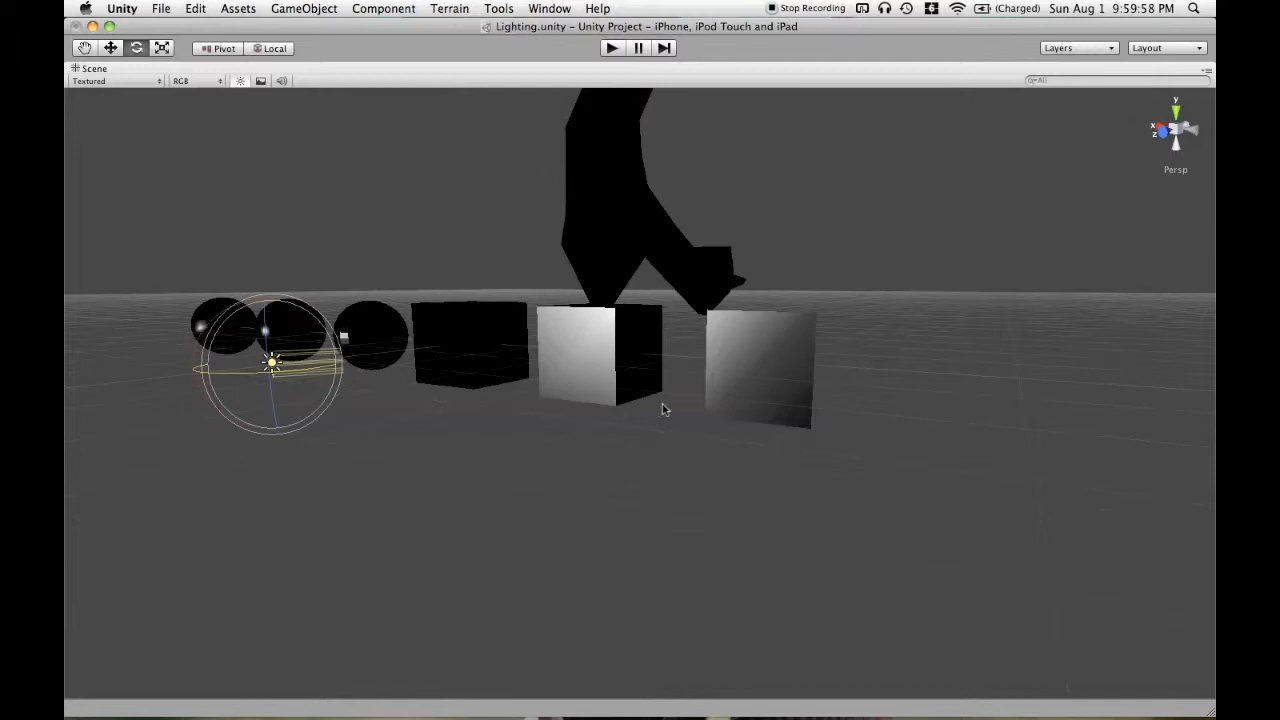 Unity File Edit Assets GameObject Component Terrain Tools Window Help Stop Recording (Charged) Sun Aug 1 9:59:58 PM
Lighting.unity – Unity Project – iPhone, iPod Touch and iPad
Pivot Local Layers Layout
Scene
Textured RGB All
y
x
z
Persp